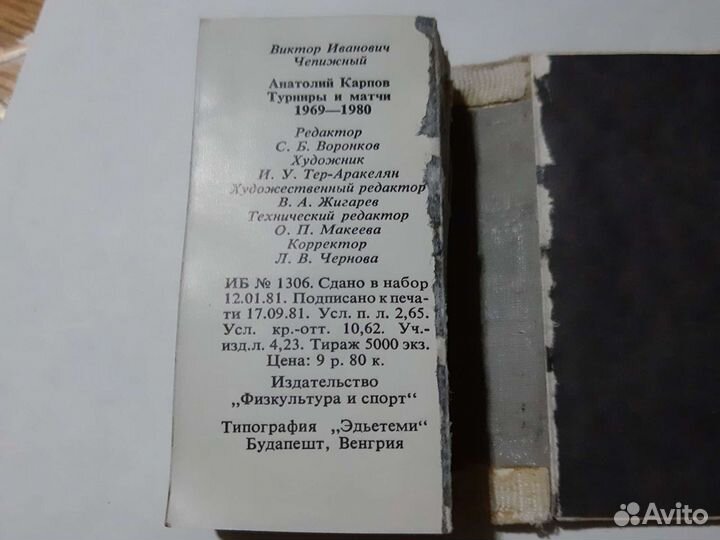 Виктор Иванович
Чепижный
Анатолий Карпов
Турниры и матчи
1969—1980
Редактор
С. Б. Воронков
Художник
И. У. Тер-Аракелян
Художественный редактор
В. А. Жигарев
Технический редактор
О. П. Макеева
Корректор
Л. В. Чернова
ИБ № 1306. Сдано в набор
12.01.81. Подписано к печа-
ти 17.09.81. Усл. п. л. 2,65.
Усл. кр.-отт. 10,62. Уч.-
изд.л. 4,23. Тираж 5000 экз.
Цена: 9 р. 80 к.
Издательство
„Физкультура и спорт“
Типография „Эдьетеми“
Будапешт, Венгрия
Avito